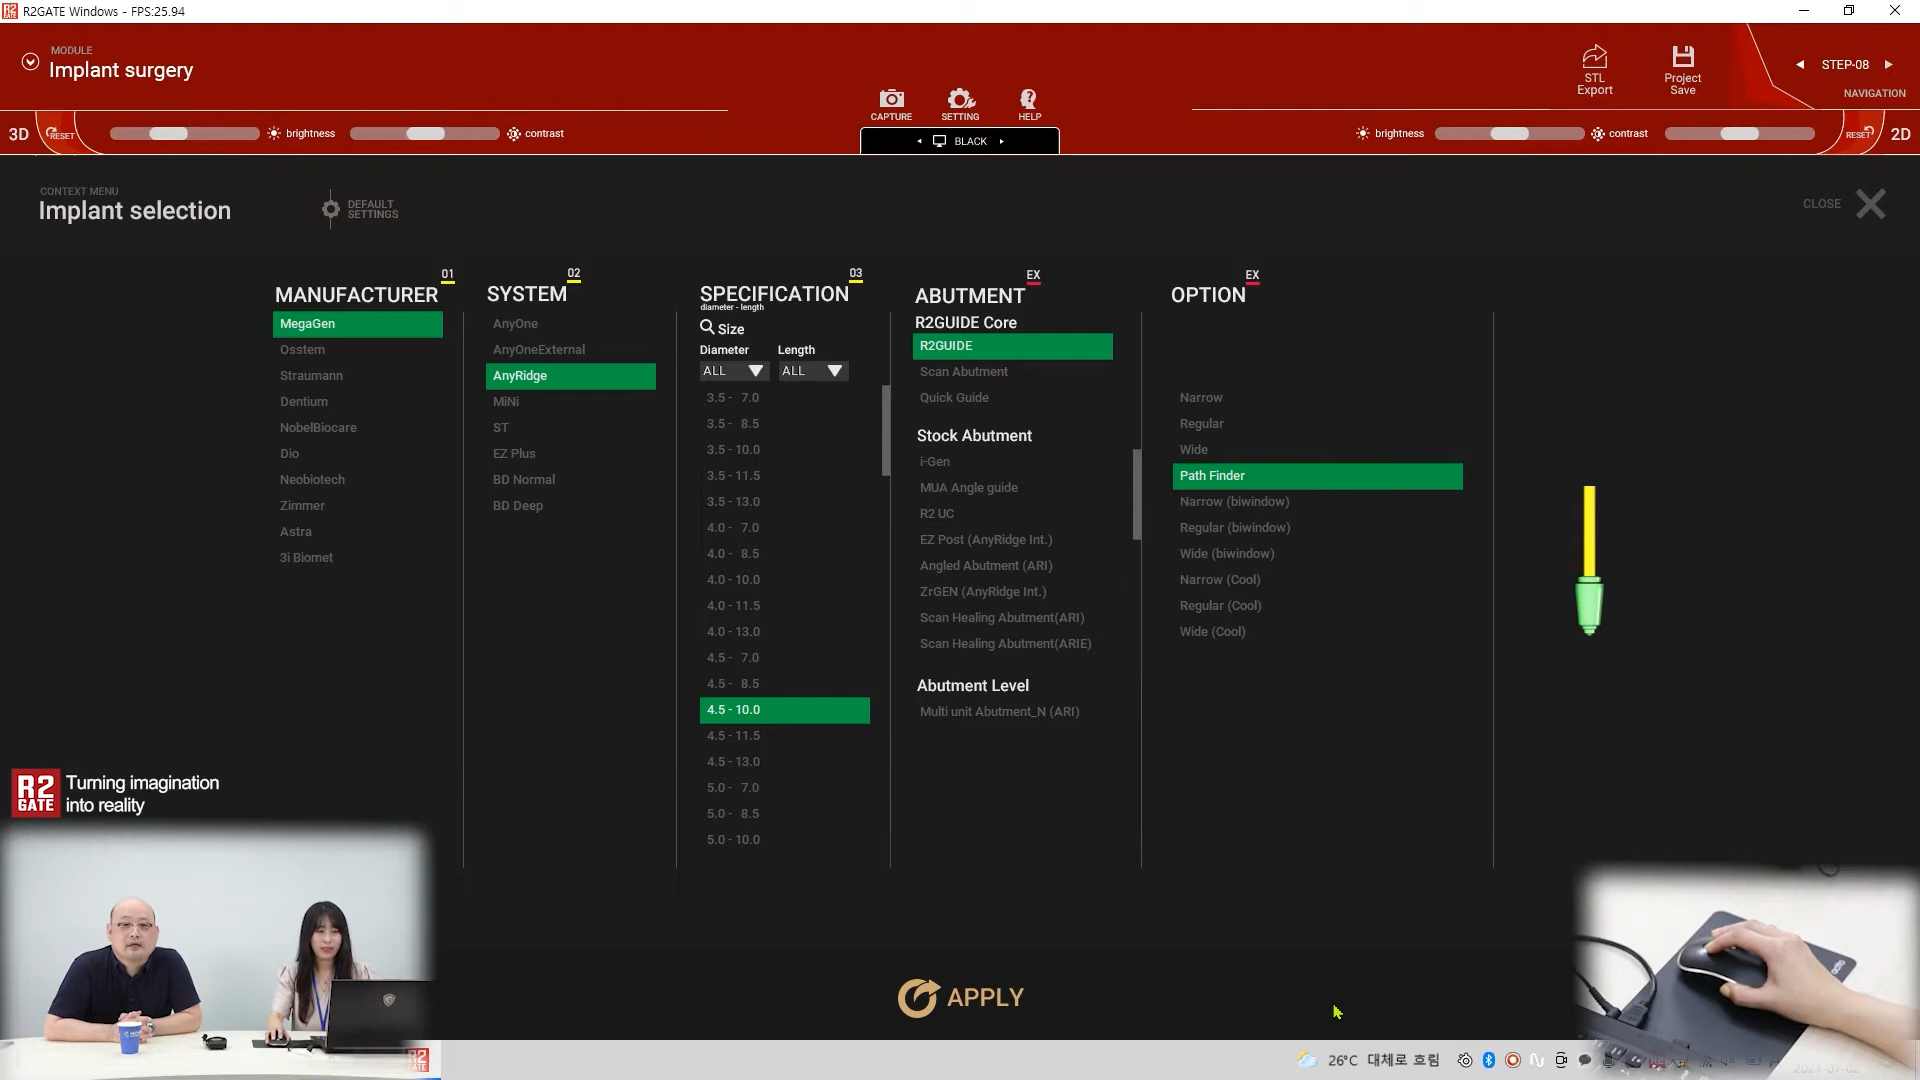 R2GATE Windows - FPS:25.94
MODULE
Implant surgery
CAPTURE
SETTING
HELP
STL
Export
Project
Save
STEP-08
NAVIGATION
3D
RESET
brightness
contrast
BLACK
brightness
contrast
RESET
2D
CONTEXT MENU
Implant selection
DEFAULT
SETTINGS
CLOSE
MANUFACTURER
01
MegaGen
Osstem
Straumann
Dentium
NobelBiocare
Dio
Neobiotech
Zimmer
Astra
3i Biomet
SYSTEM
02
AnyOne
AnyOneExternal
AnyRidge
MiNi
ST
EZ Plus
BD Normal
BD Deep
SPECIFICATION
03
diameter - length
Size
Diameter
Length
ALL
ALL
3.5 - 7.0
3.5 - 8.5
3.5 - 10.0
3.5 - 11.5
3.5 - 13.0
4.0 - 7.0
4.0 - 8.5
4.0 - 10.0
4.0 - 11.5
4.0 - 13.0
4.5 - 7.0
4.5 - 8.5
4.5 - 10.0
4.5 - 11.5
4.5 - 13.0
5.0 - 7.0
5.0 - 8.5
5.0 - 10.0
ABUTMENT
EX
R2GUIDE Core
R2GUIDE
Scan Abutment
Quick Guide
Stock Abutment
i-Gen
MUA Angle guide
R2 UC
EZ Post (AnyRidge Int.)
Angled Abutment (ARI)
ZrGEN (AnyRidge Int.)
Scan Healing Abutment(ARI)
Scan Healing Abutment(ARIE)
Abutment Level
Multi unit Abutment_N (ARI)
OPTION
EX
Narrow
Regular
Wide
Path Finder
Narrow (biwindow)
Regular (biwindow)
Wide (biwindow)
Narrow (Cool)
Regular (Cool)
Wide (Cool)
R2
GATE
Turning imagination
into reality
APPLY
R2
26°C 대체로 흐림